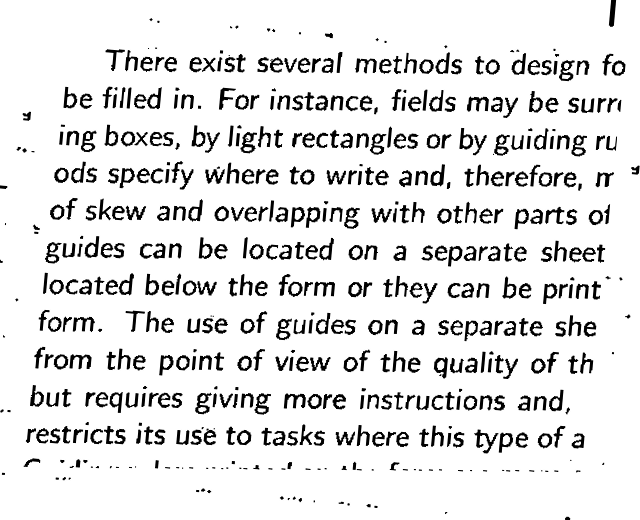 There exist several methods to design fo
be filled in. For instance, fields may be surr
ing boxes, by light rectangles or by guiding ru
ods specify where to write and, therefore, m
of skew and overlapping with other parts of
guides can be located on a separate sheet
located below the form or they can be print
form. The use of guides on a separate she
from the point of view of the quality of th
but requires giving more instructions and,
restricts its use to tasks where this type of a